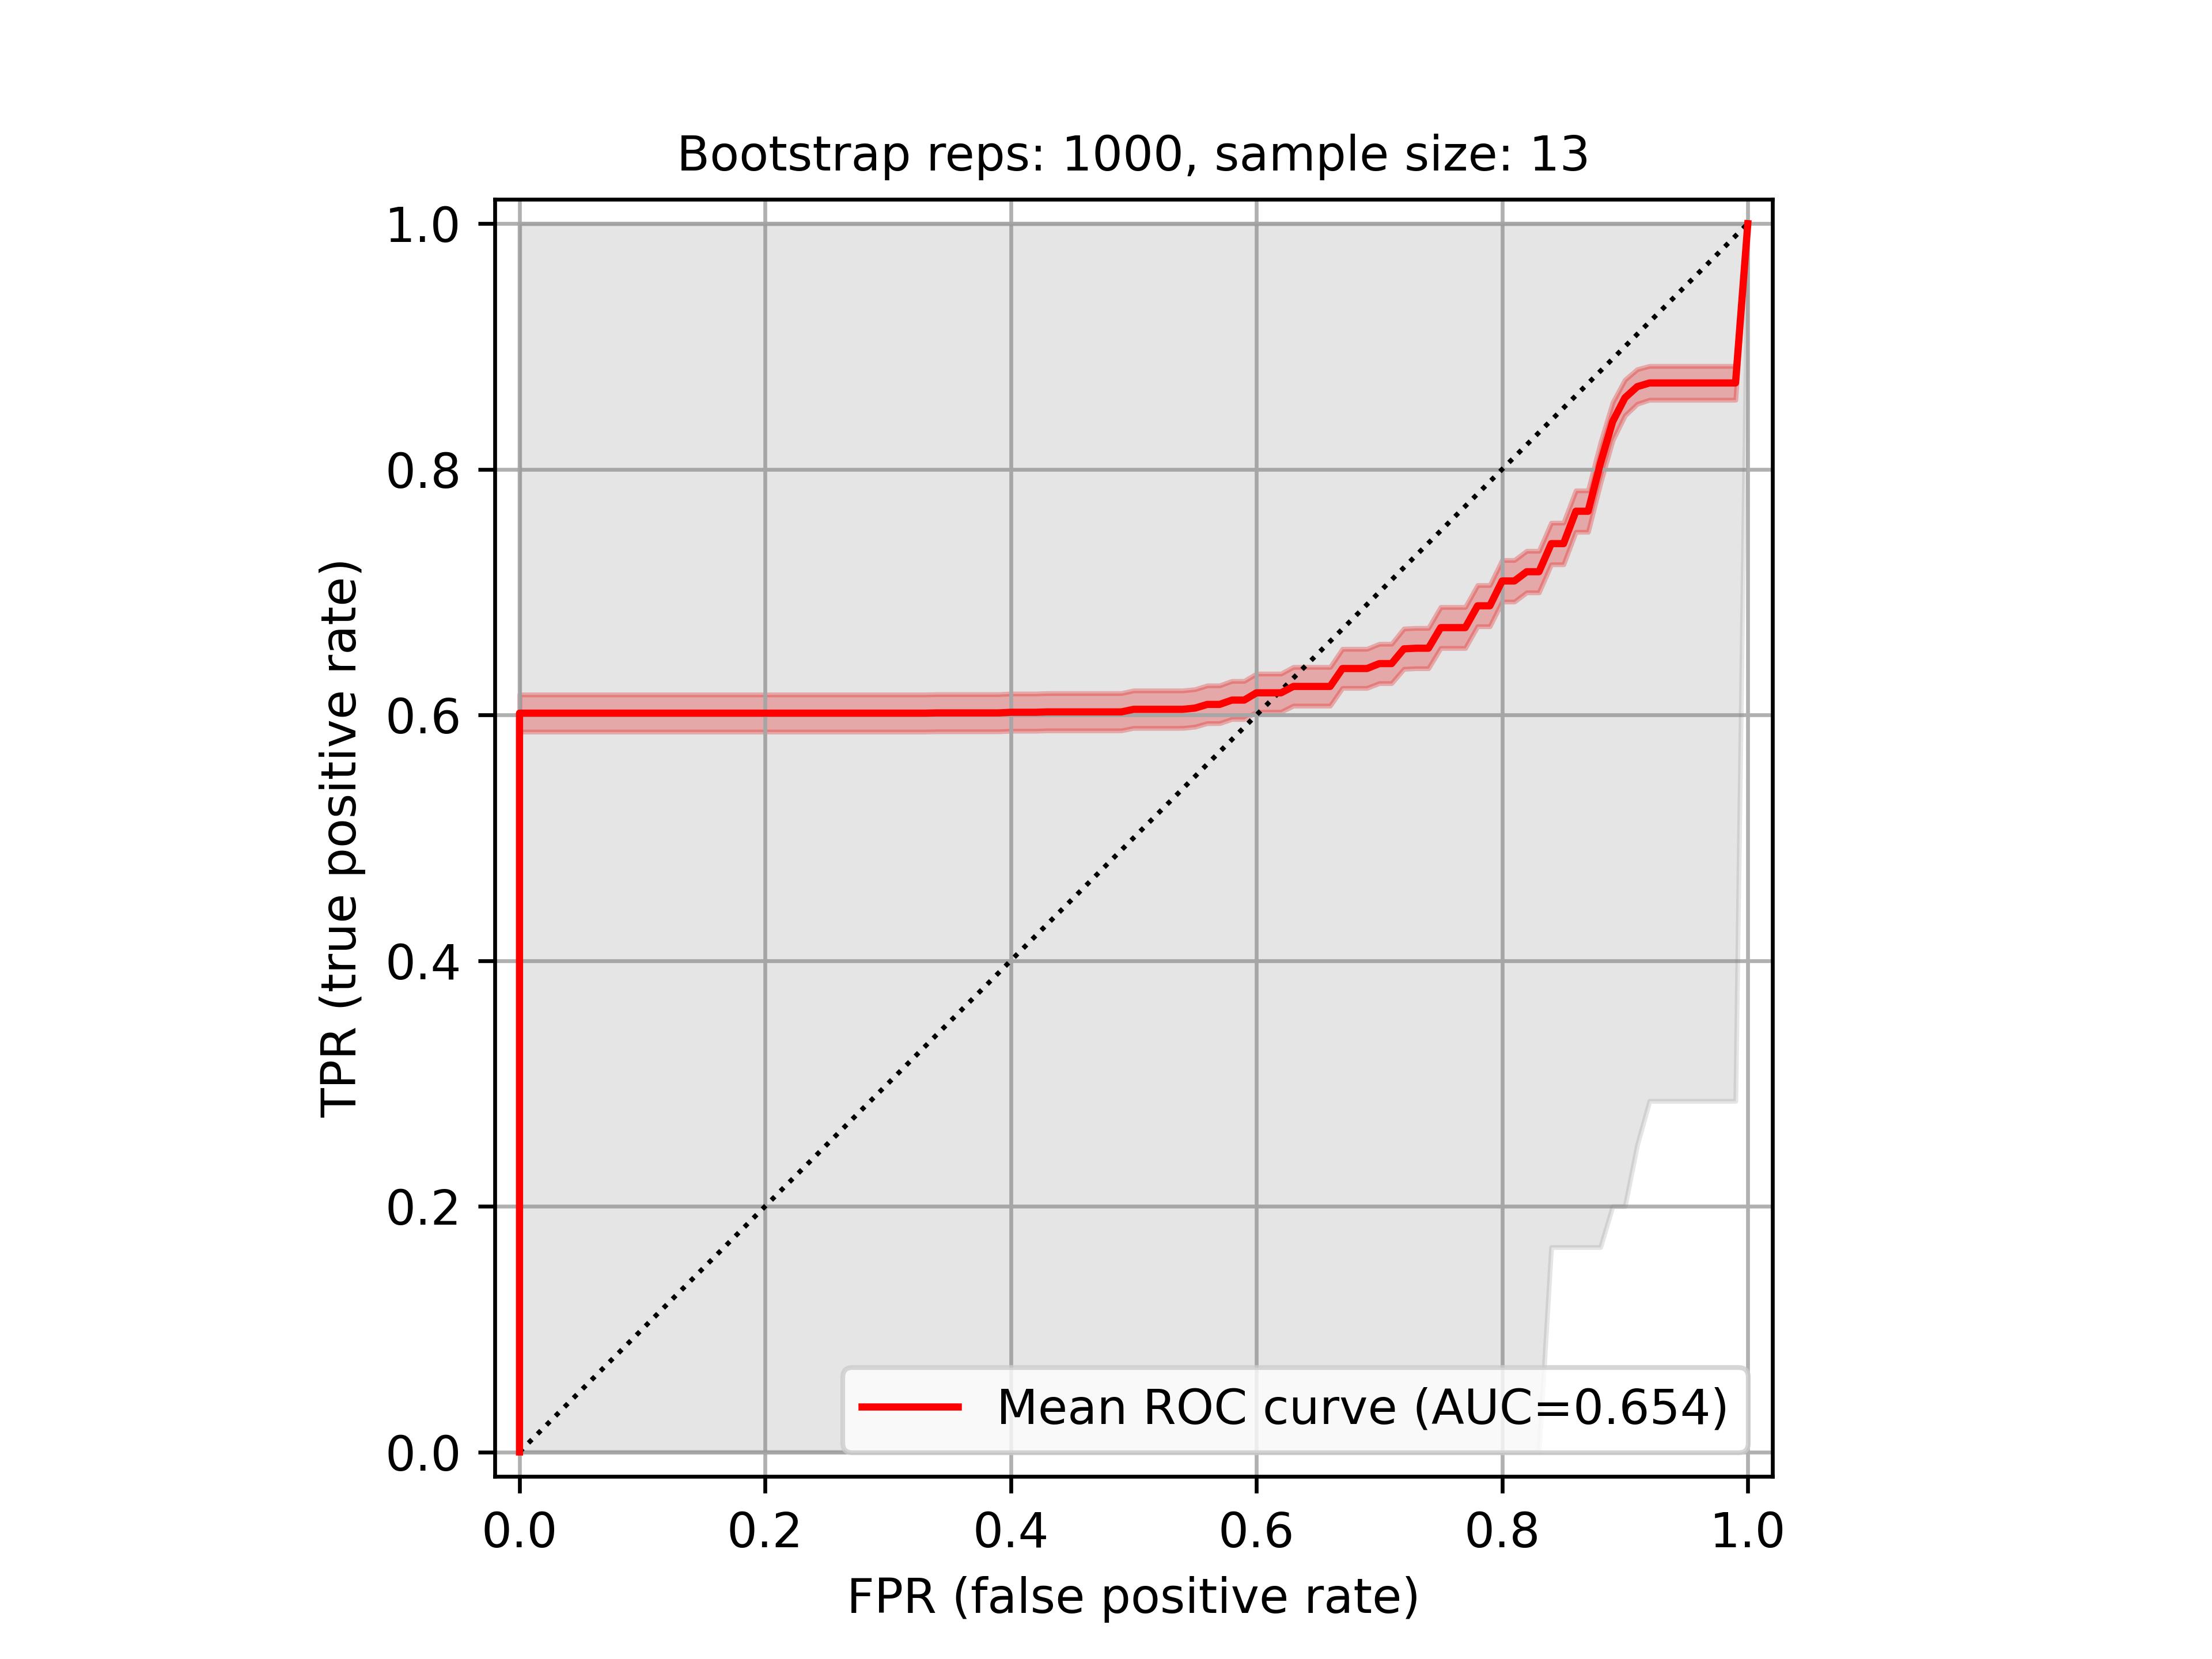 Bootstrap reps: 1000, sample size: 13
1.0
0.8
0.6
0.4
0.2
0.0
TPR (true positive rate)
Mean ROC curve (AUC=0.654)
0.0 0.2 0.4 0.6 0.8 1.0
FPR (false positive rate)